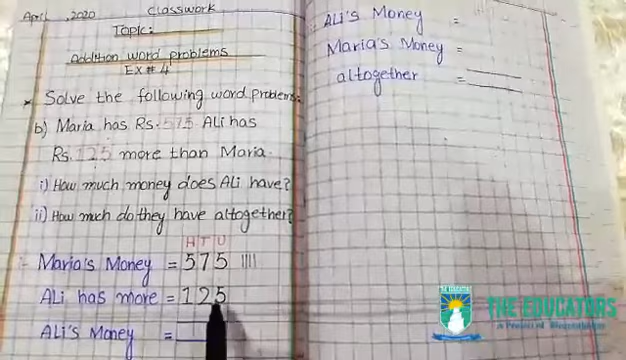 April ,2020 Classwork
Topic:
Addition word problems
Ex # 4
* Solve the following word problems:
b) Maria has Rs. 575 Ali has
Rs. 125 more than Maria.
i) How much money does Ali have?
ii) How much do they have altogether?
H T U
Maria's Money = 575 ||||
Ali has more = 125
Ali's Money =
Ali's Money =
Maria's Money =
altogether =
THE EDUCATORS